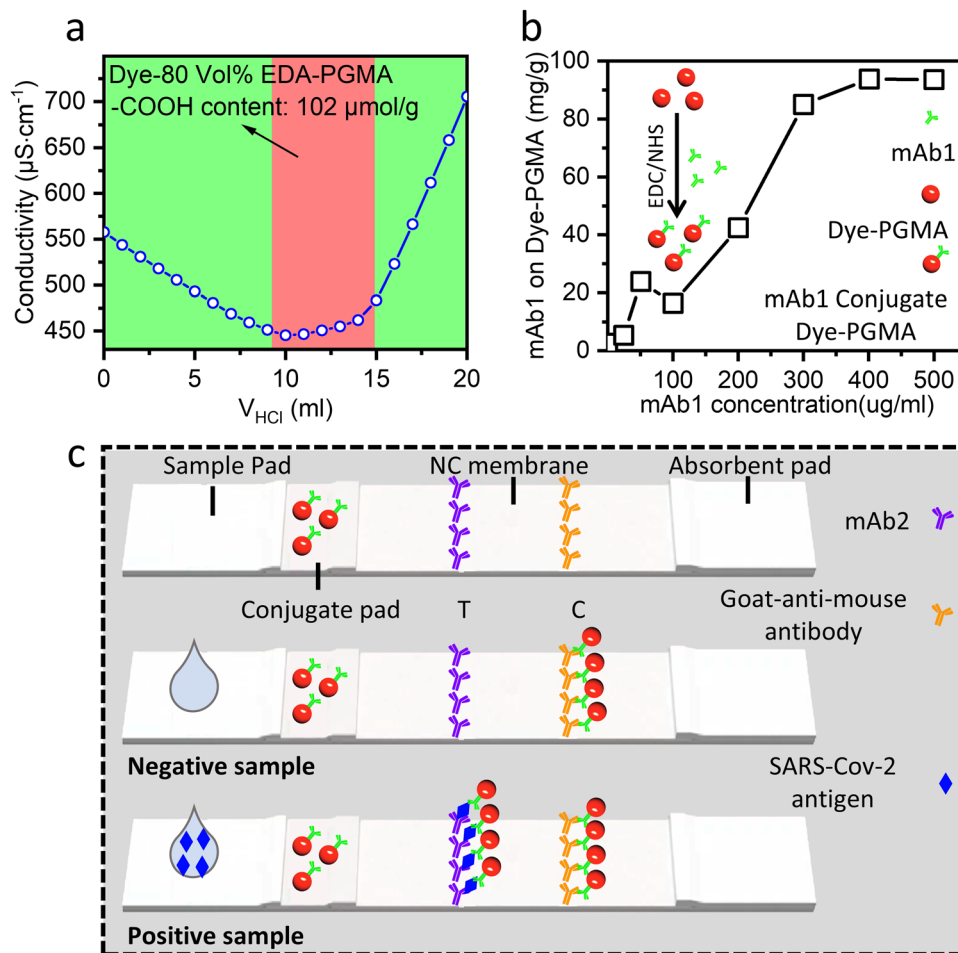 a
Dye-80 Vol% EDA-PGMA
-COOH content: 102 μmol/g
Conductivity (μS·cm⁻¹)
700
650
600
550
500
450
0
5
10
15
20
V_HCl (ml)
b
mAb1 on Dye-PGMA (mg/g)
100
80
60
40
20
0
EDC/NHS
mAb1
Dye-PGMA
mAb1 Conjugate
Dye-PGMA
100
200
300
400
500
mAb1 concentration(ug/ml)
c
Sample Pad
NC membrane
Absorbent pad
mAb2
Conjugate pad
T
C
Goat-anti-mouse
antibody
Negative sample
SARS-Cov-2
antigen
Positive sample